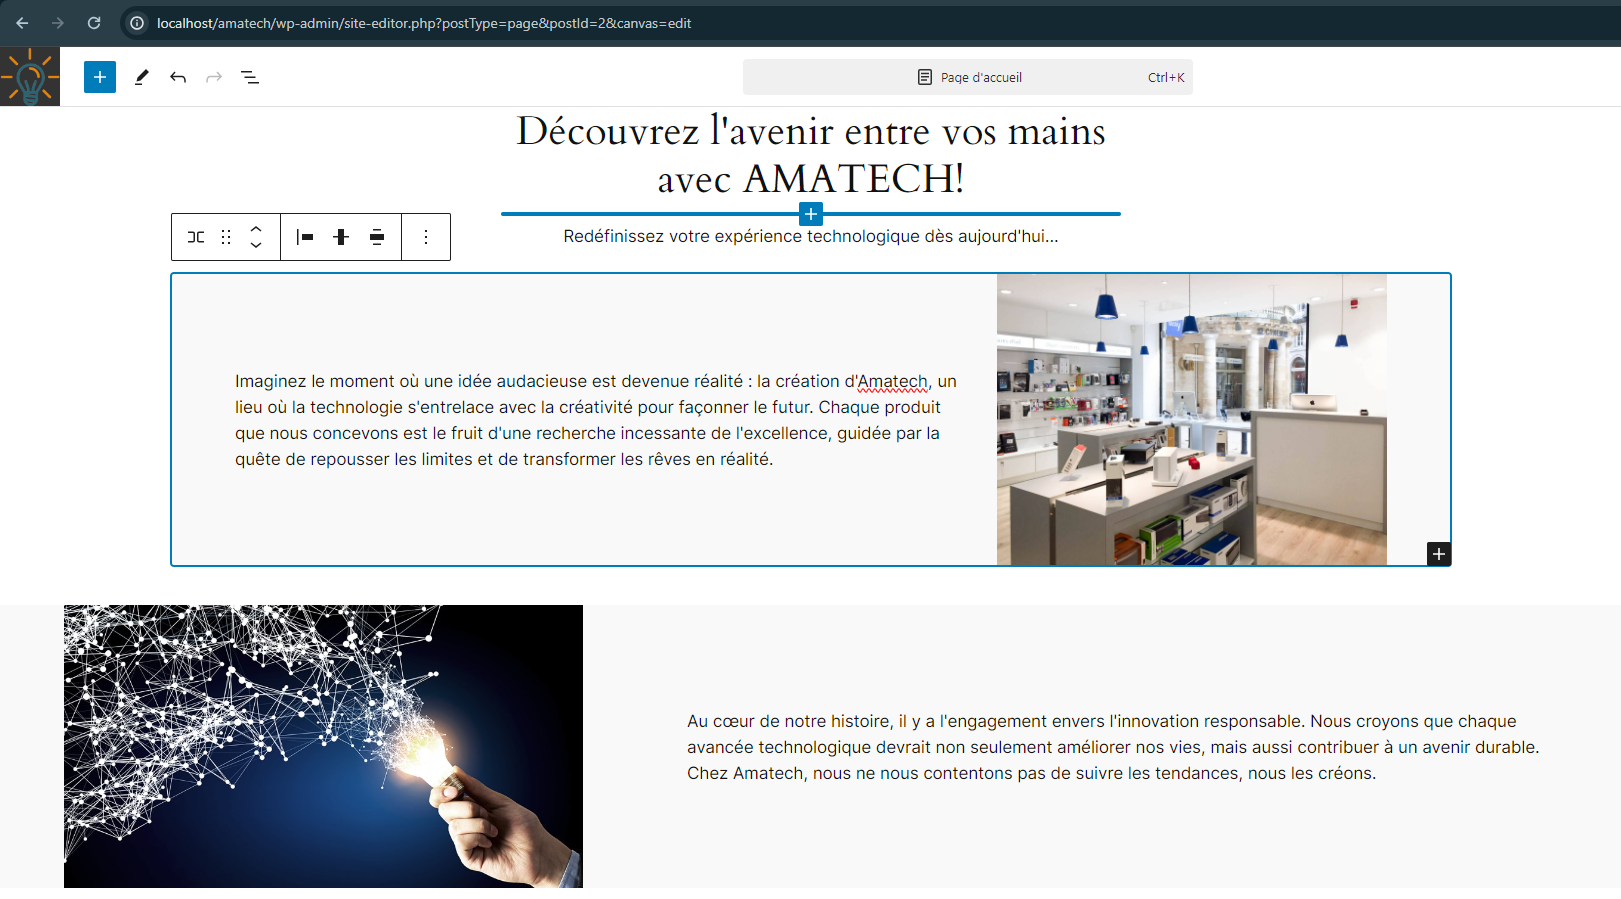 localhost/amatech/wp-admin/site-editor.php?postType=page&postId=2&canvas=edit
Page d'accueil
Ctrl+K
Découvrez l'avenir entre vos mains
avec AMATECH!
Redéfinissez votre expérience technologique dès aujourd'hui...
Imaginez le moment où une idée audacieuse est devenue réalité : la création d'Amatech, un
lieu où la technologie s'entrelace avec la créativité pour façonner le futur. Chaque produit
que nous concevons est le fruit d'une recherche incessante de l'excellence, guidée par la
quête de repousser les limites et de transformer les rêves en réalité.
Au cœur de notre histoire, il y a l'engagement envers l'innovation responsable. Nous croyons que chaque
avancée technologique devrait non seulement améliorer nos vies, mais aussi contribuer à un avenir durable.
Chez Amatech, nous ne nous contentons pas de suivre les tendances, nous les créons.